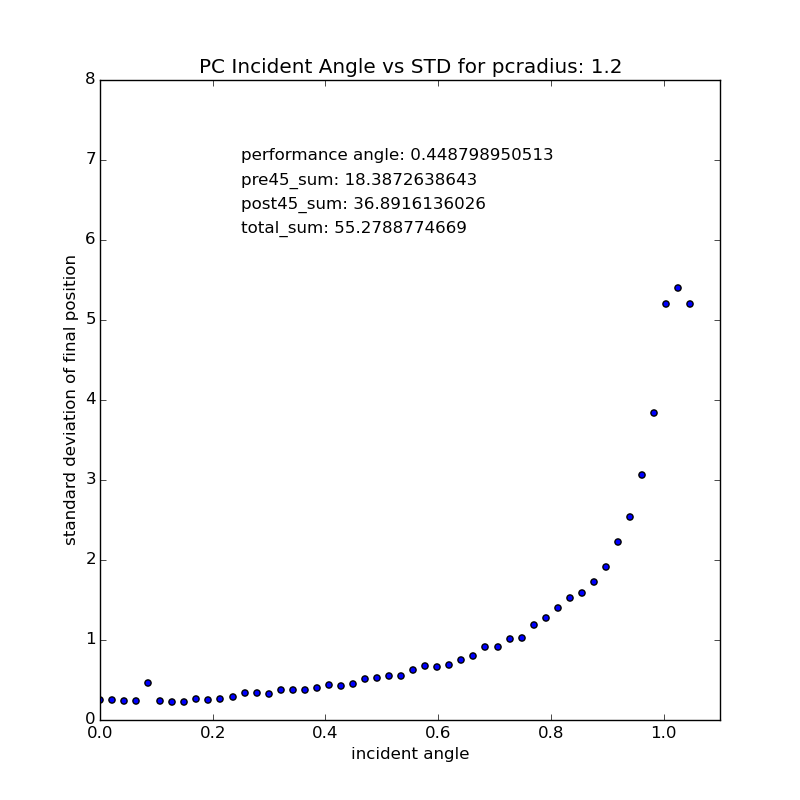 PC Incident Angle vs STD for pcradius: 1.2
8
7
6
5
4
3
2
1
0
performance angle: 0.448798950513
pre45_sum: 18.3872638643
post45_sum: 36.8916136026
total_sum: 55.2788774669
standard deviation of final position
0.0 0.2 0.4 0.6 0.8 1.0
incident angle